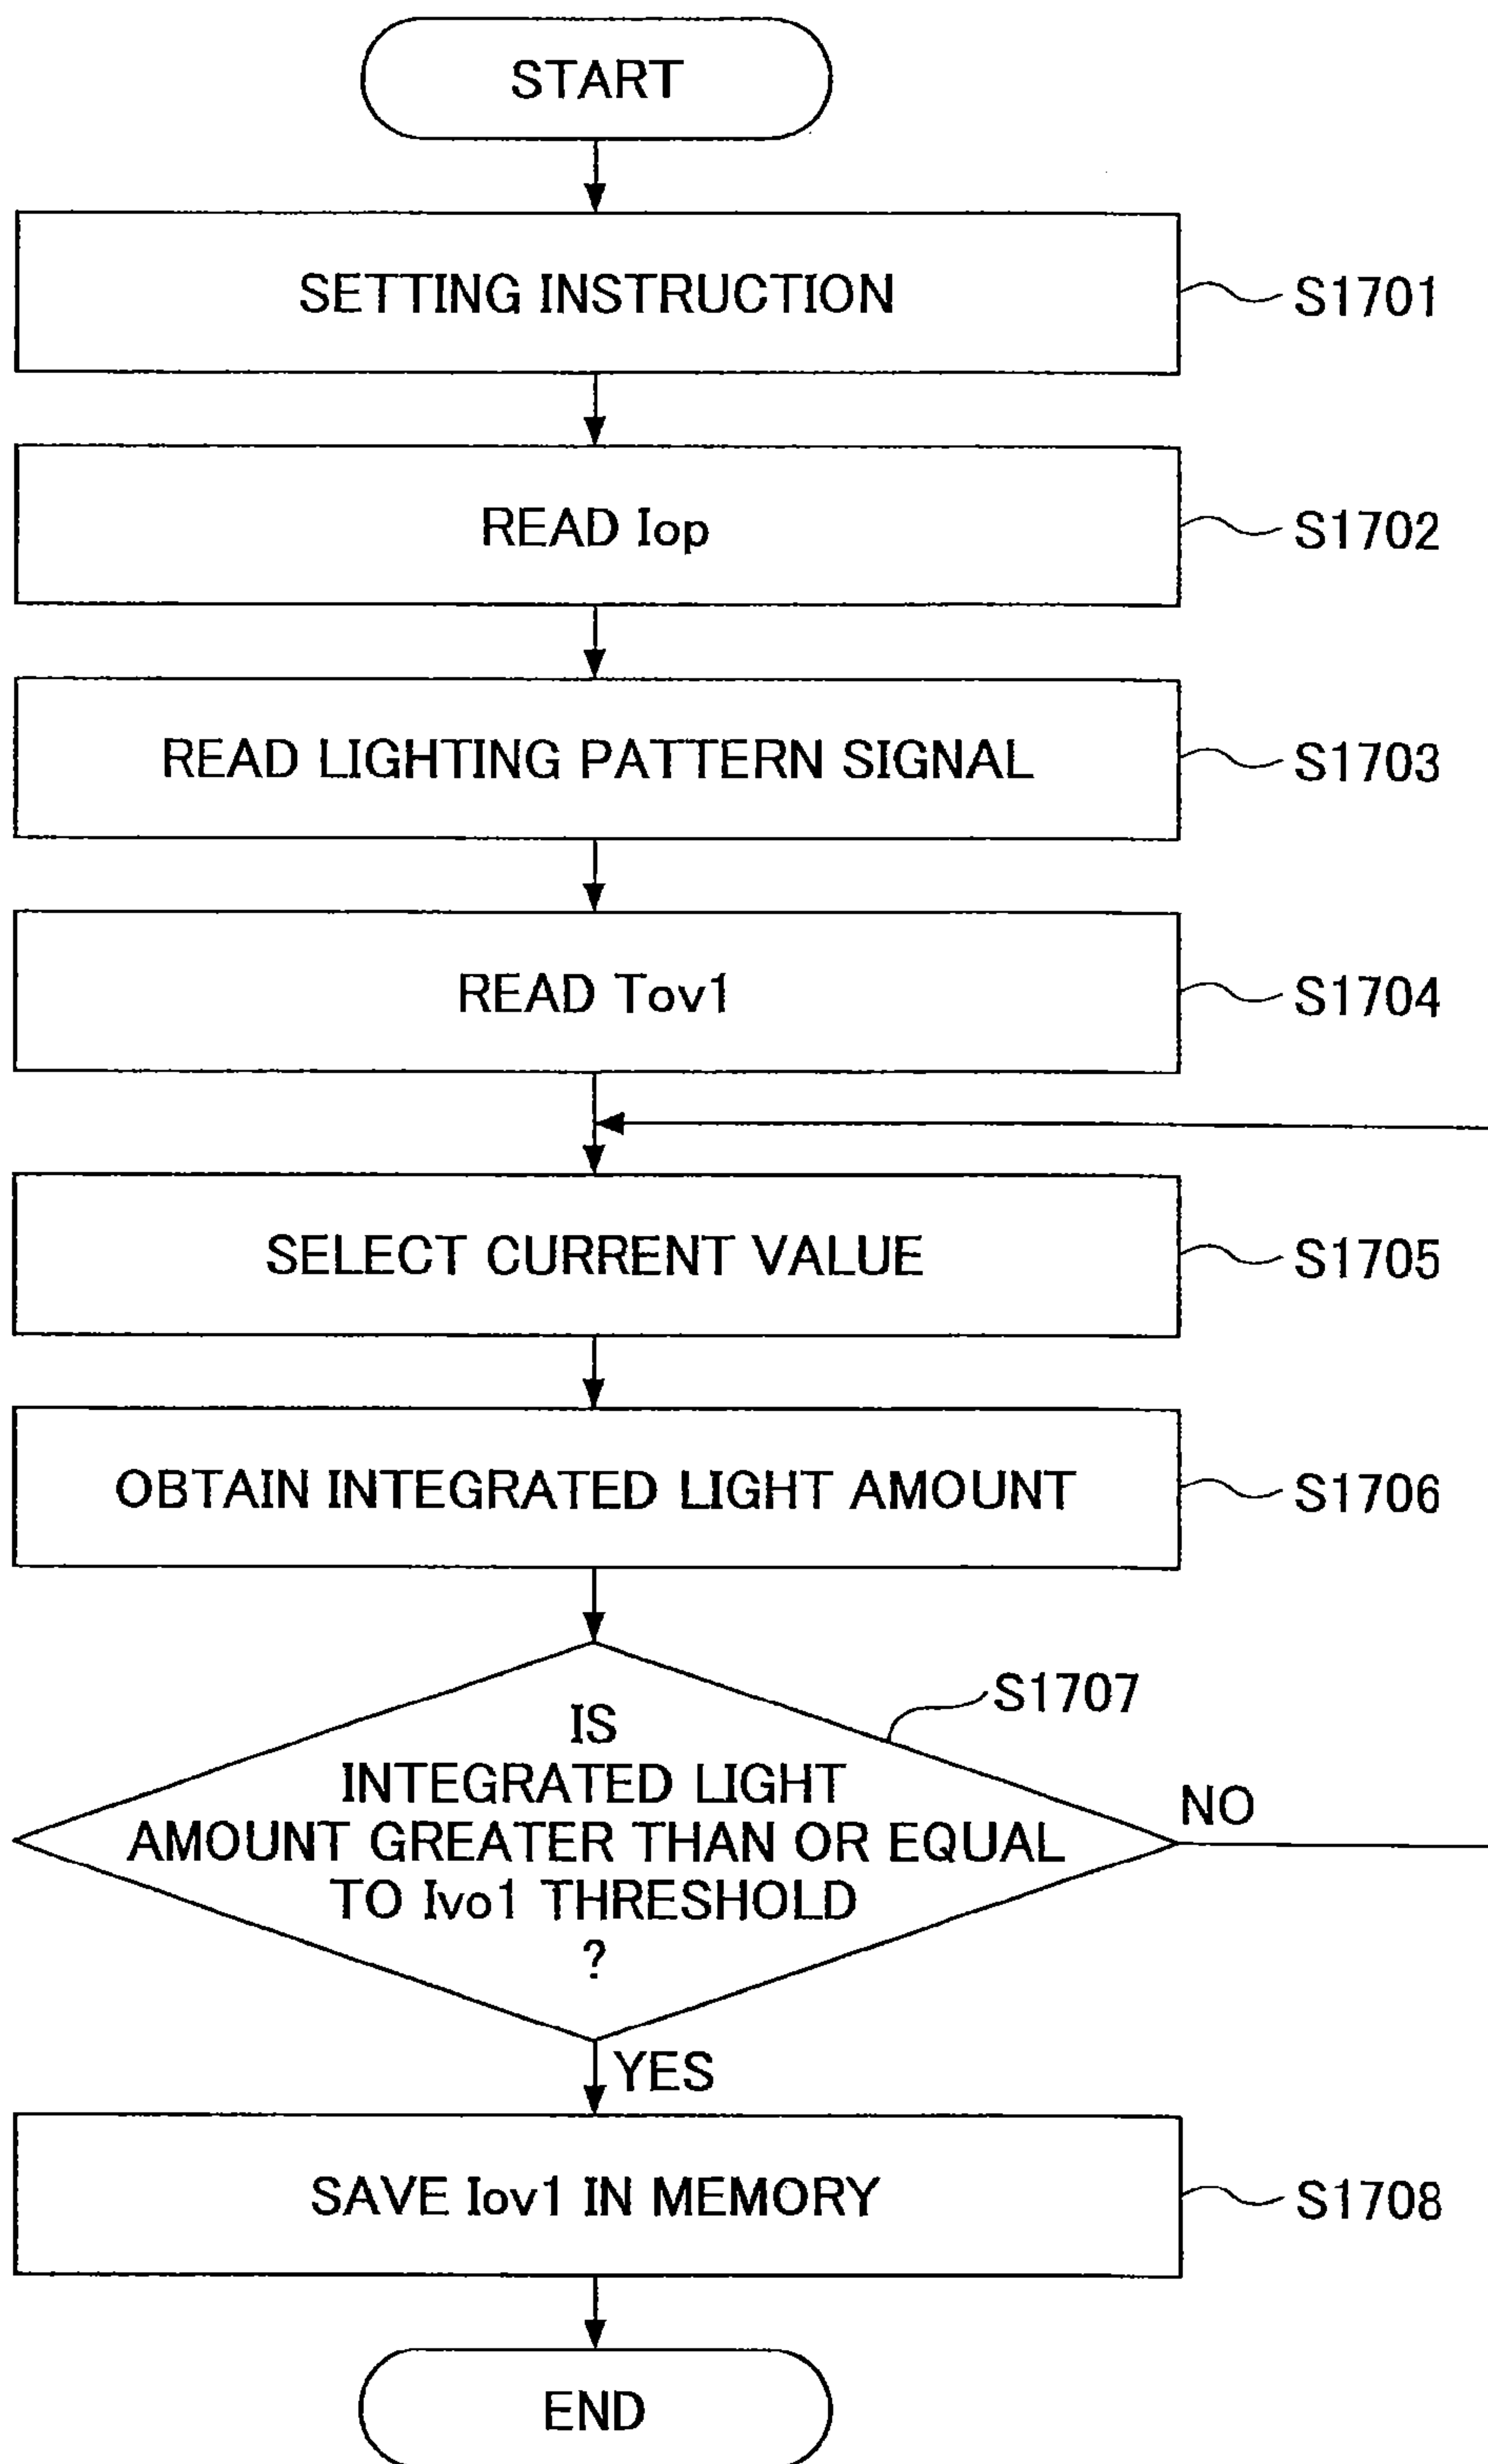 START
SETTING INSTRUCTION
S1701
READ Iop
S1702
READ LIGHTING PATTERN SIGNAL
S1703
READ Tov1
S1704
SELECT CURRENT VALUE
S1705
OBTAIN INTEGRATED LIGHT AMOUNT
S1706
S1707
IS
INTEGRATED LIGHT
AMOUNT GREATER THAN OR EQUAL
TO Ivo1 THRESHOLD
?
NO
YES
SAVE Iov1 IN MEMORY
S1708
END